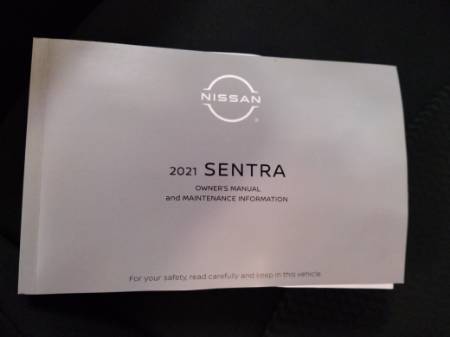 NISSAN
®
2021 SENTRA
OWNER'S MANUAL
and MAINTENANCE INFORMATION
For your safety, read carefully and keep in this vehicle.